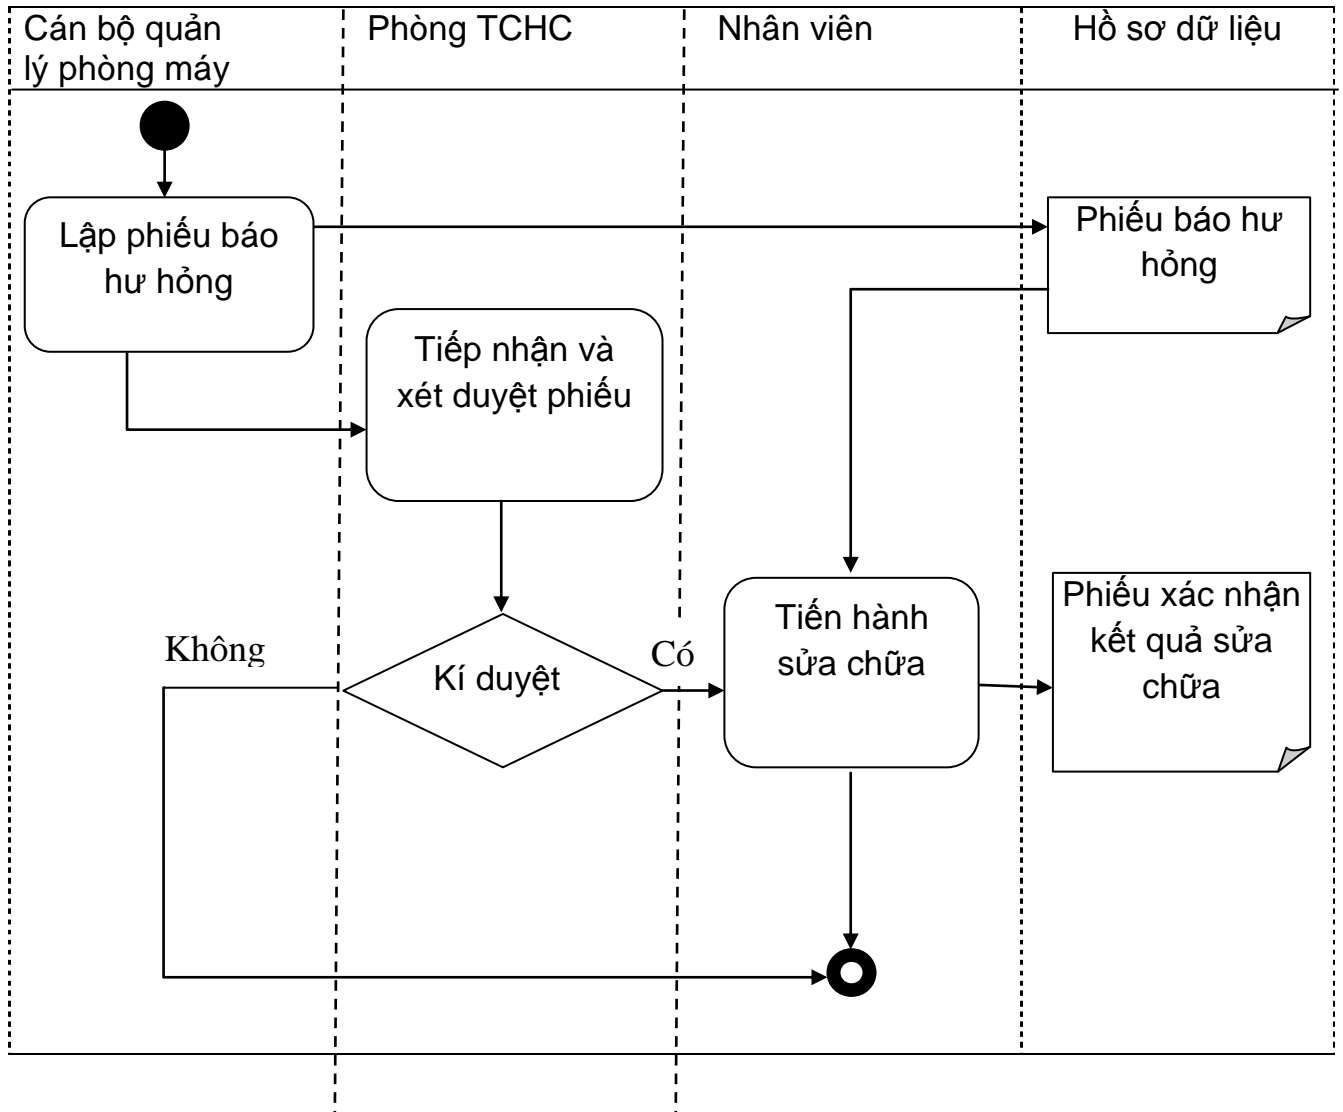 Cán bộ quản
lý phòng máy
Phòng TCHC
Nhân viên
Hồ sơ dữ liệu
Lập phiếu báo
hư hỏng
Phiếu báo hư
hỏng
Tiếp nhận và
xét duyệt phiếu
Không
Kí duyệt
Có
Tiến hành
sửa chữa
Phiếu xác nhận
kết quả sửa
chữa